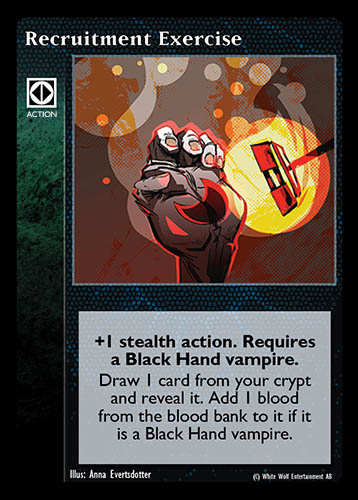 Recruitment Exercise
ACTION
+1 stealth action. Requires
a Black Hand vampire.
Draw 1 card from your crypt
and reveal it. Add 1 blood
from the blood bank to it if it
is a Black Hand vampire.
Illus: Anna Evertsdotter
(C) White Wolf Entertainment AB